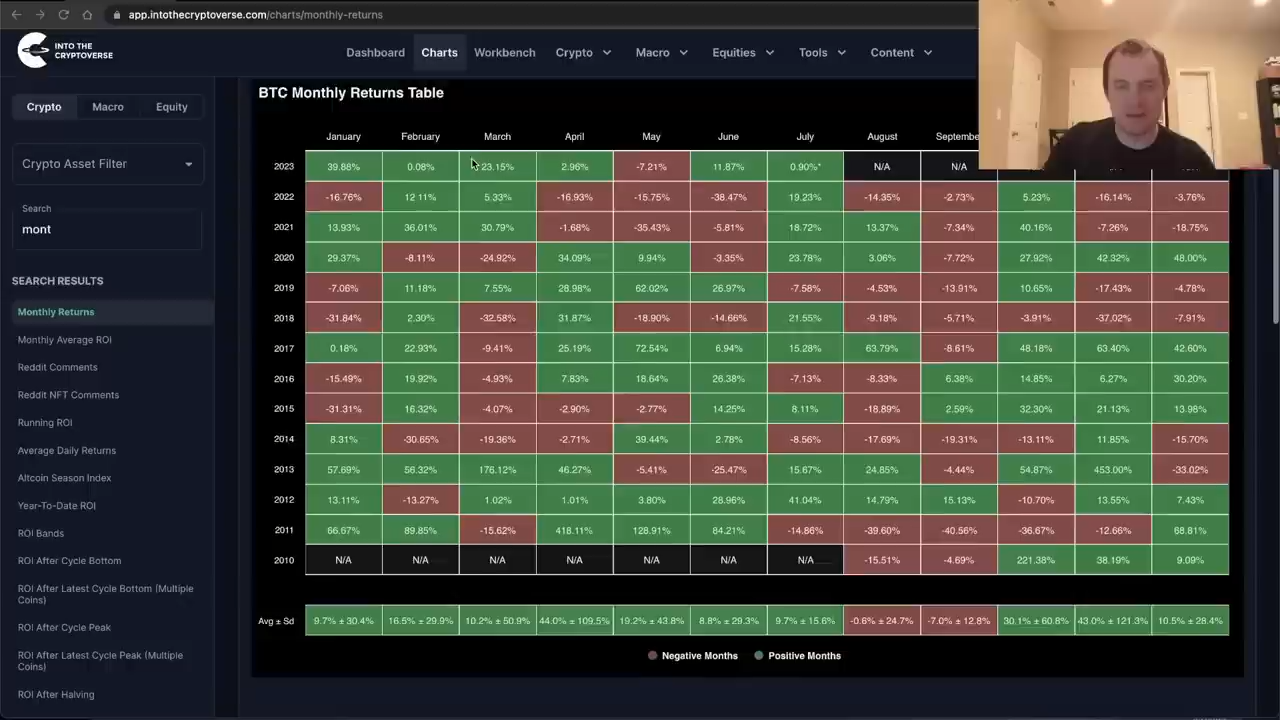 app.intothecryptoverse.com/charts/monthly-returns
INTO THE
CRYPTOVERSE
Dashboard Charts Workbench Crypto Macro Equities Tools Content
Crypto Macro Equity
Crypto Asset Filter
Search
mont
SEARCH RESULTS
Monthly Returns
Monthly Average ROI
Reddit Comments
Reddit NFT Comments
Running ROI
Average Daily Returns
Altcoin Season Index
Year-To-Date ROI
ROI Bands
ROI After Cycle Bottom
ROI After Latest Cycle Bottom (Multiple
Coins)
ROI After Cycle Peak
ROI After Latest Cycle Peak (Multiple
Coins)
ROI After Halving
BTC Monthly Returns Table
January February March April May June July August Septembe
2023 39.88% 0.08% 23.15% 2.96% -7.21% 11.87% 0.90%* N/A N/A
2022 -16.76% 12.11% 5.33% -16.93% -15.75% -38.47% 19.23% -14.35% -2.73% 5.23% -16.14% -3.76%
2021 13.93% 36.01% 30.79% -1.68% -35.43% -5.81% 18.72% 13.37% -7.34% 40.16% -7.26% -18.75%
2020 29.37% -8.11% -24.92% 34.09% 9.94% -3.35% 23.78% 3.06% -7.72% 27.92% 42.32% 48.00%
2019 -7.06% 11.18% 7.55% 28.98% 62.02% 26.97% -7.58% -4.53% -13.91% 10.65% -17.43% -4.78%
2018 -31.84% 2.30% -32.58% 31.87% -18.90% -14.66% 21.55% -9.18% -5.71% -3.91% -37.02% -7.91%
2017 0.18% 22.93% -9.41% 25.19% 72.54% 6.94% 15.28% 63.79% -8.61% 48.18% 63.40% 42.60%
2016 -15.49% 19.92% -4.93% 7.83% 18.64% 26.38% -7.13% -8.33% 6.38% 14.85% 6.27% 30.20%
2015 -31.31% 16.32% -4.07% -2.90% -2.77% 14.25% 8.11% -18.89% 2.59% 32.30% 21.13% 13.98%
2014 8.31% -30.65% -19.36% -2.71% 39.44% 2.78% -8.56% -17.69% -19.31% -13.11% 11.85% -15.70%
2013 57.69% 56.32% 176.12% 46.27% -5.41% -25.47% 15.67% 24.85% -4.44% 54.87% 453.00% -33.02%
2012 13.11% -13.27% 1.02% 1.01% 3.80% 28.96% 41.04% 14.79% 15.13% -10.70% 13.55% 7.43%
2011 66.67% 89.85% -15.62% 418.11% 128.91% 84.21% -14.86% -39.60% -40.56% -36.67% -12.66% 68.81%
2010 N/A N/A N/A N/A N/A N/A N/A -15.51% -4.69% 221.38% 38.19% 9.09%
Avg ± Sd 9.7% ± 30.4% 16.5% ± 29.9% 10.2% ± 50.9% 44.0% ± 109.5% 19.2% ± 43.8% 8.8% ± 29.3% 9.7% ± 15.6% -0.6% ± 24.7% -7.0% ± 12.8% 30.1% ± 60.8% 43.0% ± 121.3% 10.5% ± 28.4%
Negative Months Positive Months